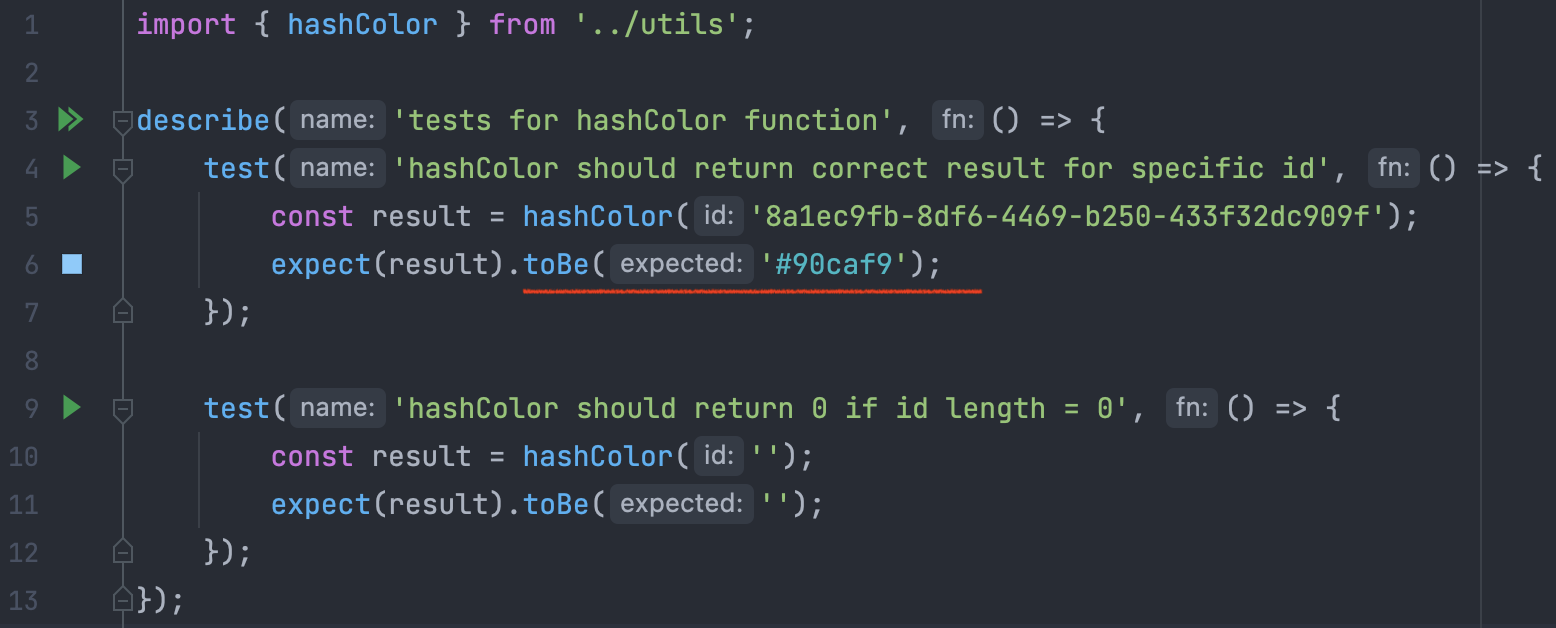 1 import { hashColor } from '../utils';
2
3 describe( name: 'tests for hashColor function', fn: () => {
4 test( name: 'hashColor should return correct result for specific id', fn: () => {
5 const result = hashColor( id: '8a1ec9fb-8df6-4469-b250-433f32dc909f');
6 expect(result).toBe( expected: '#90caf9');
7 });
8
9 test( name: 'hashColor should return 0 if id length = 0', fn: () => {
10 const result = hashColor( id: '');
11 expect(result).toBe( expected: '');
12 });
13 });